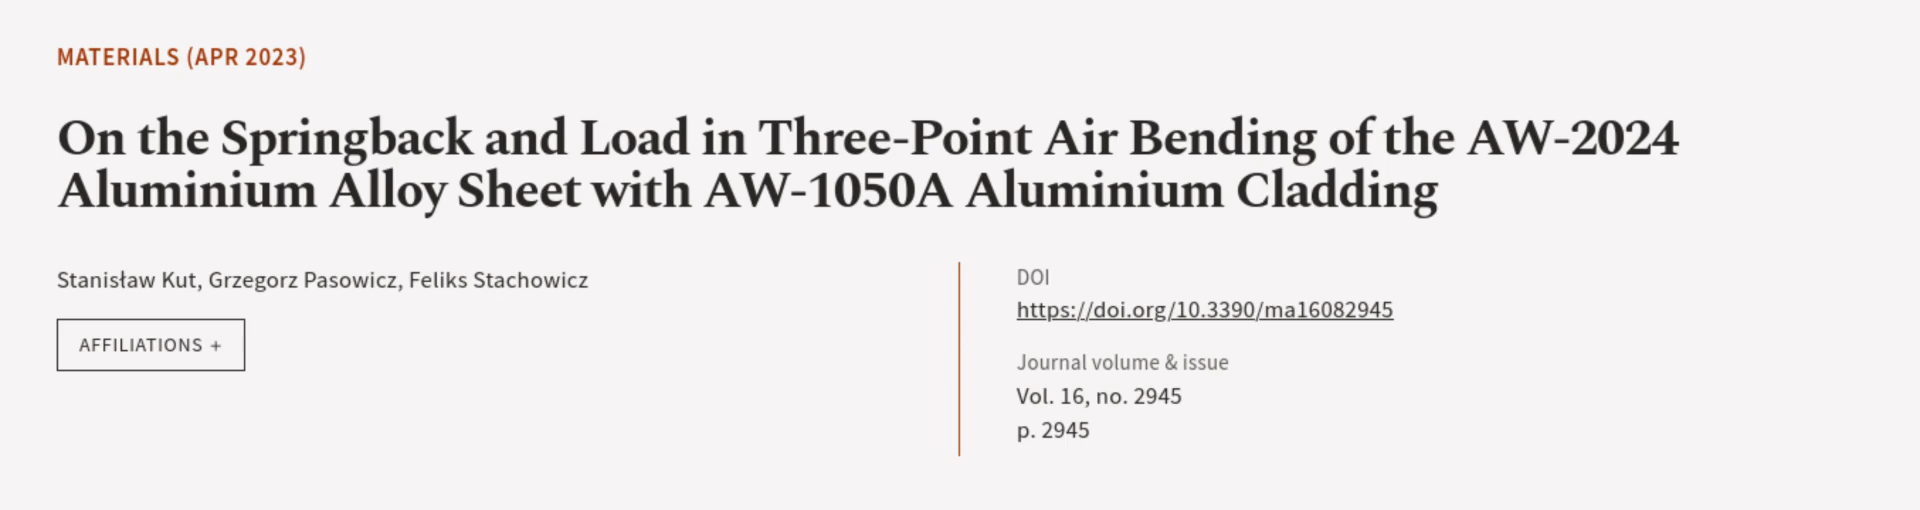 MATERIALS (APR 2023)
On the Springback and Load in Three-Point Air Bending of the AW-2024
Aluminium Alloy Sheet with AW-1050A Aluminium Cladding
Stanisław Kut, Grzegorz Pasowicz, Feliks Stachowicz
AFFILIATIONS +
DOI
https://doi.org/10.3390/ma16082945
Journal volume & issue
Vol. 16, no. 2945
p. 2945